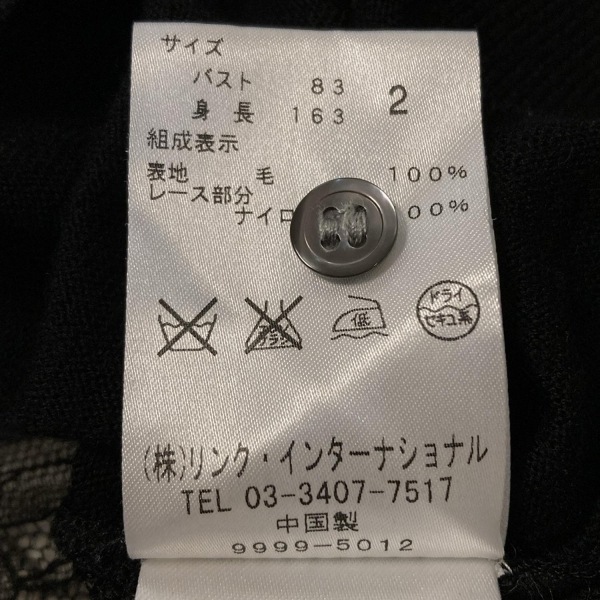 サイズ
バスト 83 2
身長 163
組成表示
表地 毛 100%
レース部分
ナイロ 00%
低
ドライ
セキユ系
(株)リンク・インターナショナル
TEL 03-3407-7517
中国製
9999-5012